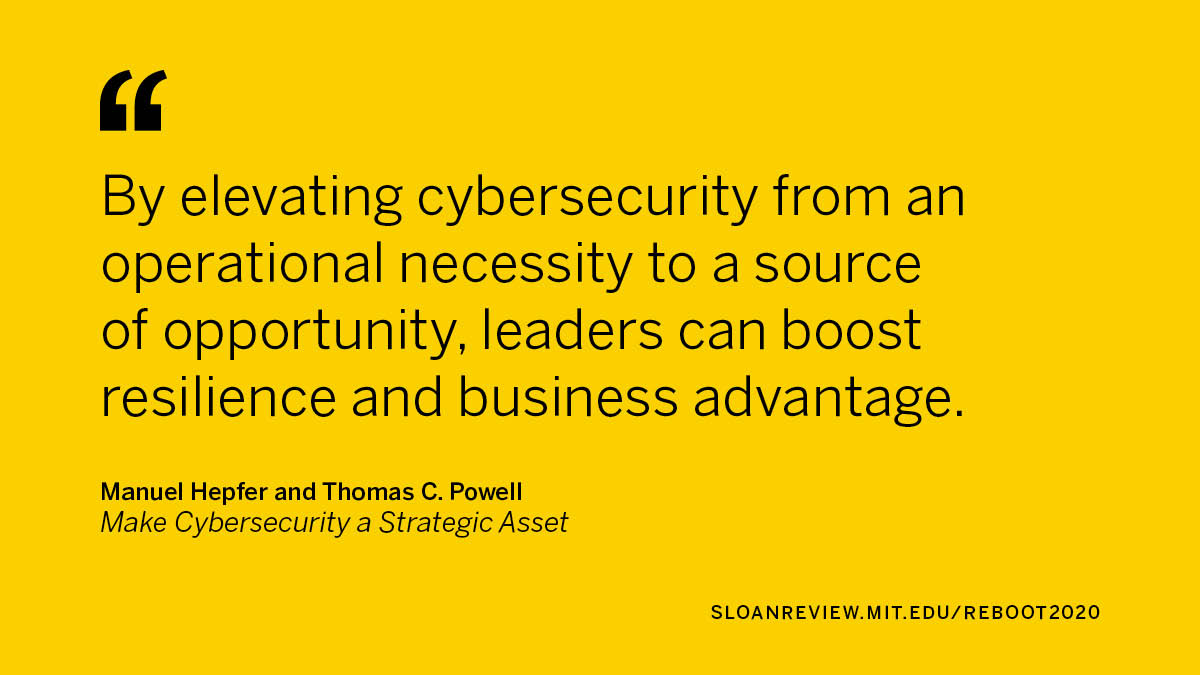 “
By elevating cybersecurity from an
operational necessity to a source
of opportunity, leaders can boost
resilience and business advantage.
Manuel Hepfer and Thomas C. Powell
Make Cybersecurity a Strategic Asset
SLOANREVIEW.MIT.EDU/REBOOT2020